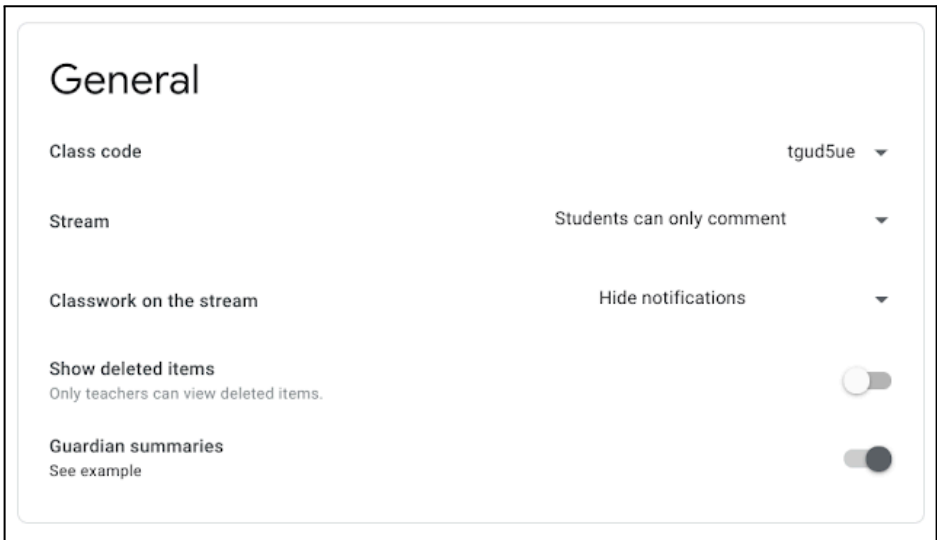 General
Class code
tgud5ue
Stream
Students can only comment
Classwork on the stream
Hide notifications
Show deleted items
Only teachers can view deleted items.
Guardian summaries
See example